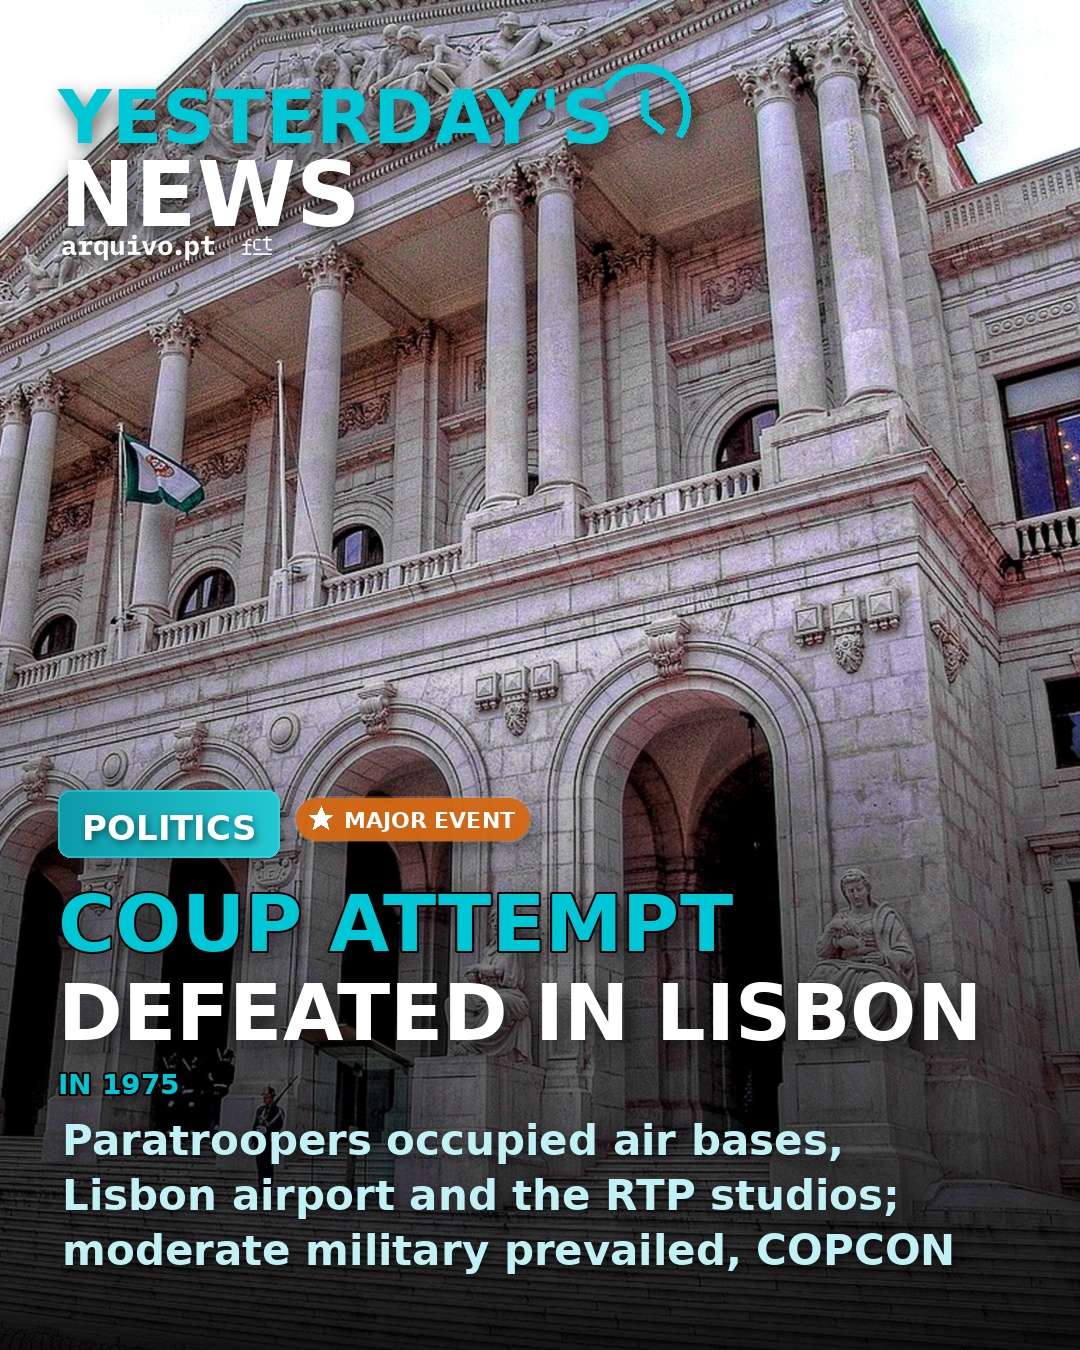 YESTERDAY'S
NEWS
arquivo.pt fct
POLITICS
MAJOR EVENT
COUP ATTEMPT
DEFEATED IN LISBON
IN 1975
Paratroopers occupied air bases,
Lisbon airport and the RTP studios;
moderate military prevailed, COPCON